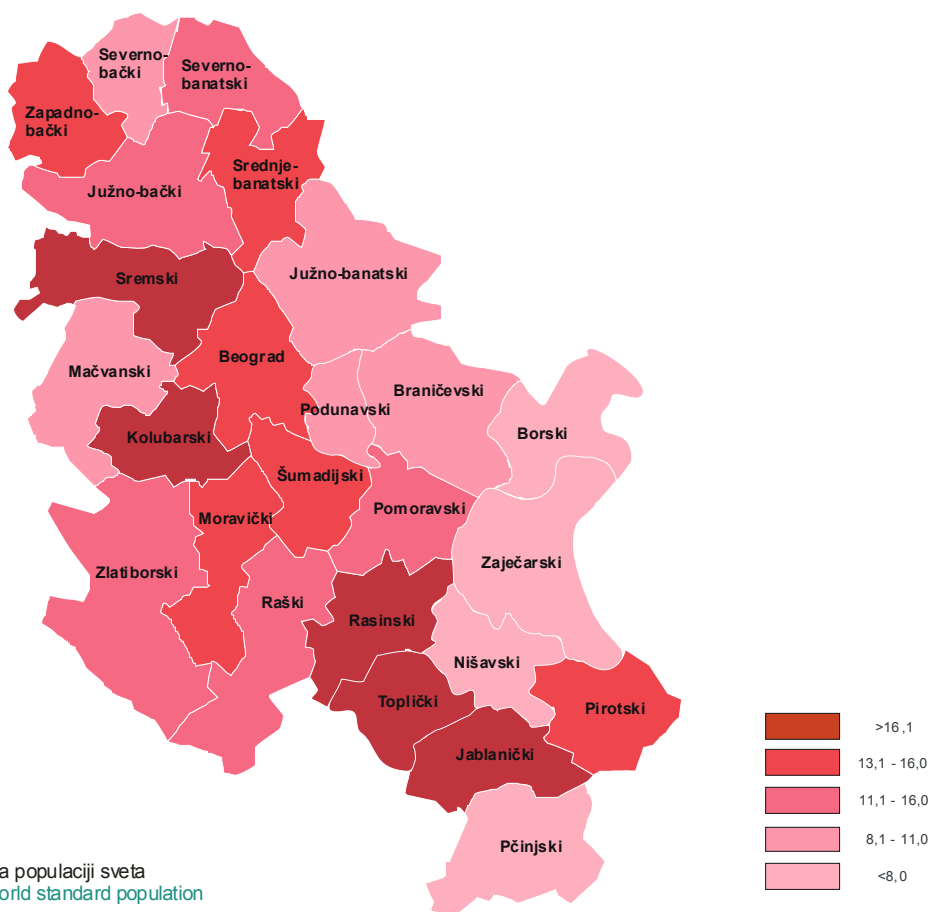 Severno-
bački
Severno-
banatski
Zapadno-
bački
Srednje-
banatski
Južno-bački
Južno-banatski
Sremski
Beograd
Mačvanski
Braničevski
Podunavski
Borski
Kolubarski
Šumadijski
Pomoravski
Moravički
Zaječarski
Zlatiborski
Raški
Rasinski
Nišavski
Toplički
Pirotski
Jablanički
Pčinjski
>16,1
13,1 - 16,0
11,1 - 16,0
8,1 - 11,0
<8,0
a populaciji sveta
orld standard population